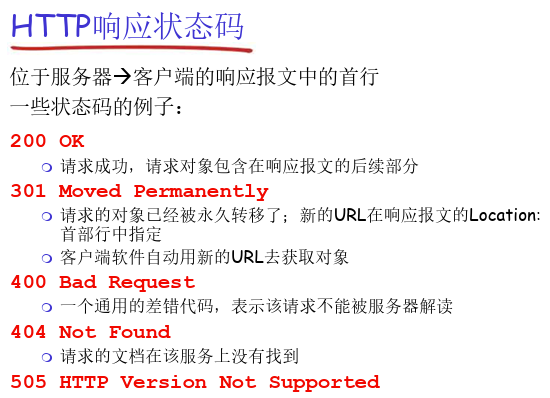 HTTP响应状态码
位于服务器→客户端的响应报文中的首行
一些状态码的例子：
200 OK
请求成功，请求对象包含在响应报文的后续部分
301 Moved Permanently
请求的对象已经被永久转移了；新的URL在响应报文的Location:
首部行中指定
客户端软件自动用新的URL去获取对象
400 Bad Request
一个通用的差错代码，表示该请求不能被服务器解读
404 Not Found
请求的文档在该服务上没有找到
505 HTTP Version Not Supported